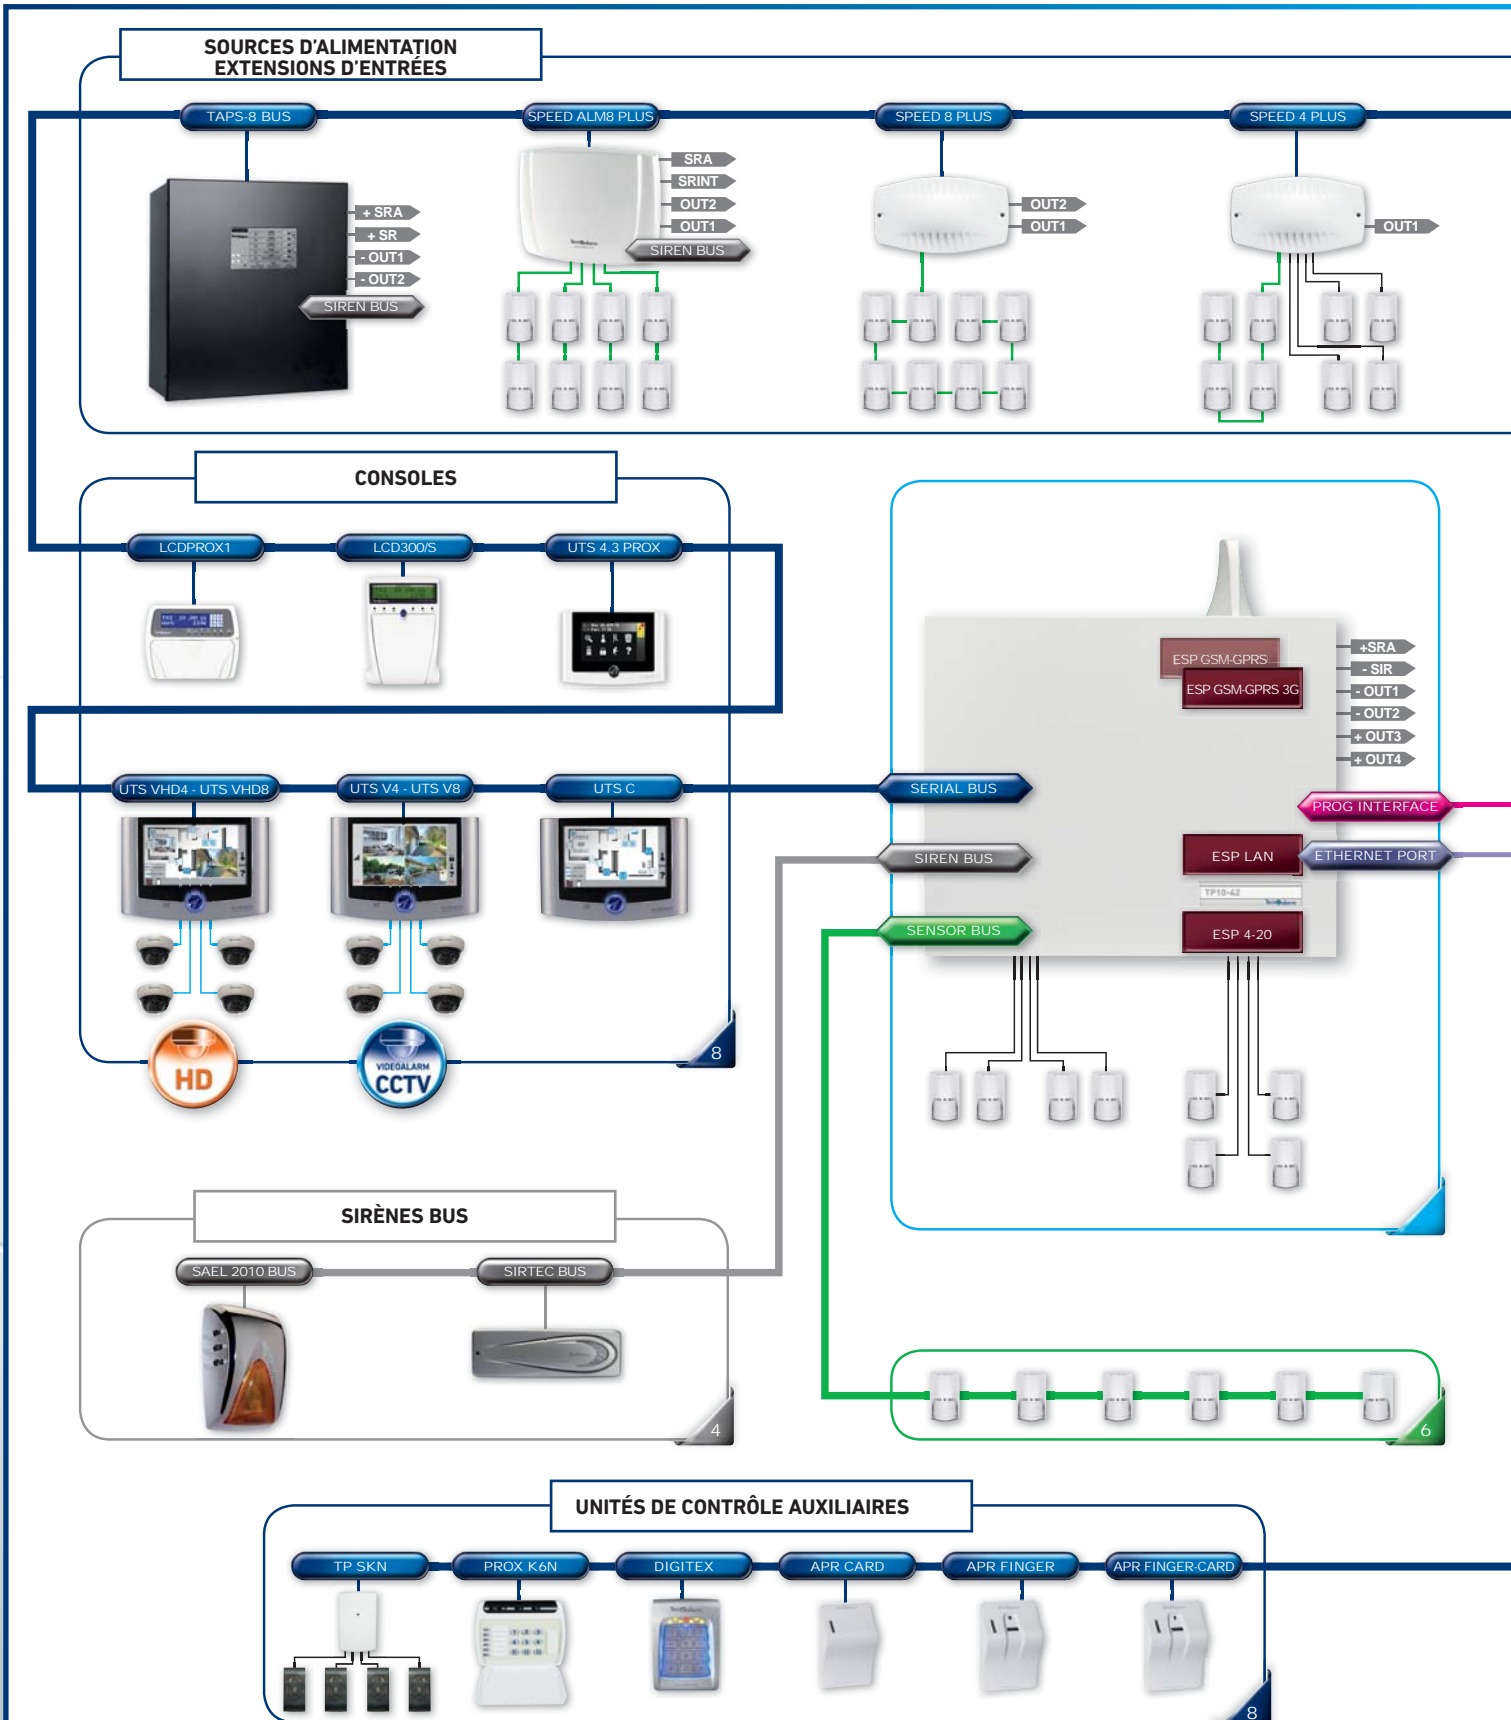 SOURCES D'ALIMENTATION
EXTENSIONS D'ENTRÉES
TAPS-8 BUS
SPEED ALM8 PLUS
SPEED 8 PLUS
SPEED 4 PLUS
+ SRA
+ SR
- OUT1
- OUT2
SIREN BUS
SRA
SRINT
OUT2
OUT1
SIREN BUS
OUT2
OUT1
OUT1
CONSOLES
LCDPROX1
LCD300/S
UTS 4.3 PROX
UTS VHD4 - UTS VHD8
UTS V4 - UTS V8
UTS C
HD
VIDEOALARM
CCTV
8
ESP GSM-GPRS
ESP GSM-GPRS 3G
+SRA
- SIR
- OUT1
- OUT2
+ OUT3
+ OUT4
SERIAL BUS
PROG INTERFACE
SIREN BUS
ESP LAN
ETHERNET PORT
TP10-42
SENSOR BUS
ESP 4-20
SIRÈNES BUS
SAEL 2010 BUS
SIRTEC BUS
4
6
UNITÉS DE CONTRÔLE AUXILIAIRES
TP SKN
PROX K6N
DIGITEX
APR CARD
APR FINGER
APR FINGER-CARD
8